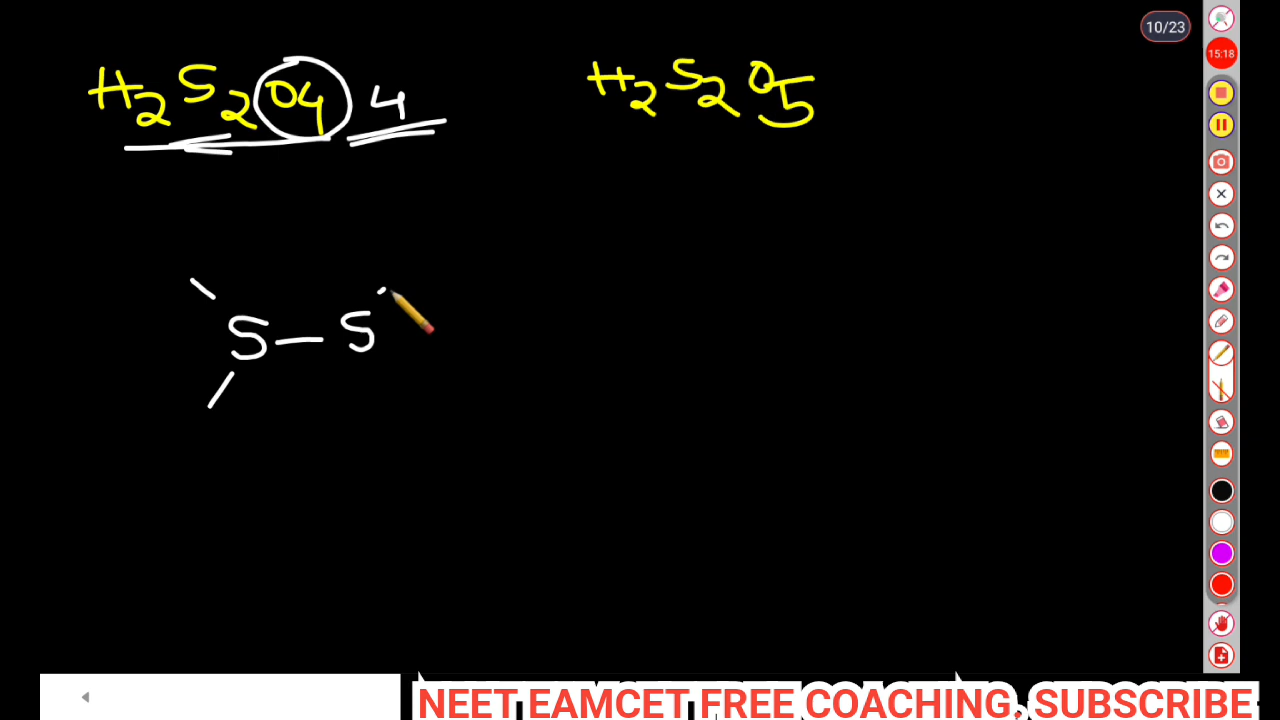 10/23
15:18
H2S2O4 4 H2S2O5
S — S
NEET EAMCET FREE COACHING, SUBSCRIBE